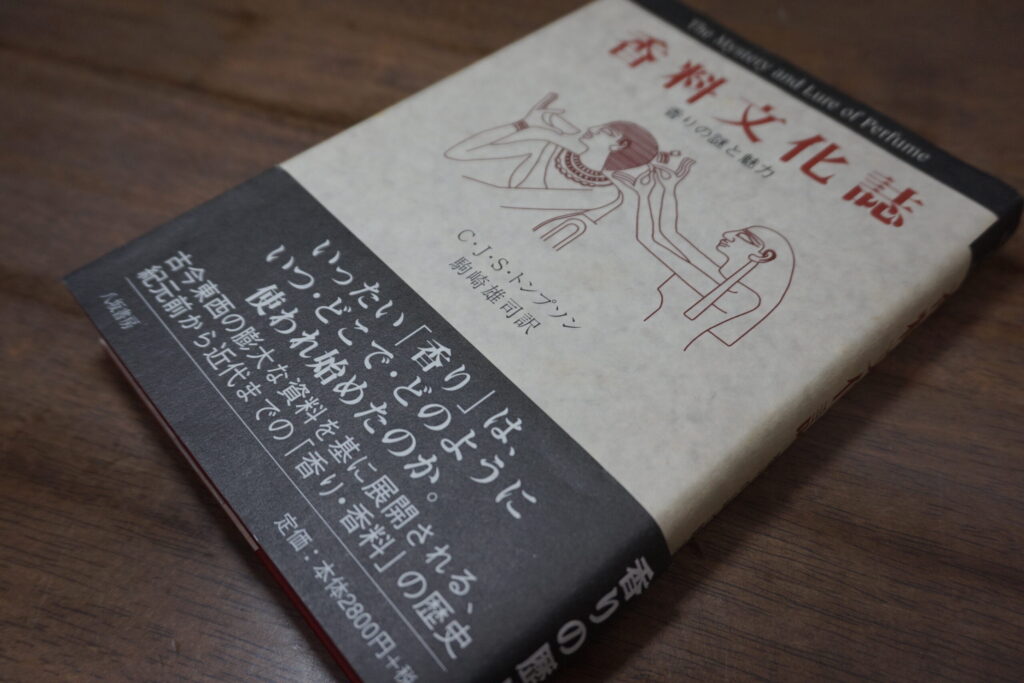 The Mystery and Lure of Perfume
香料文化誌
香りの謎と魅力
C・J・S・トンプソン
駒崎雄司訳
いったい「香り」は、
いつ・どこで・どのように
使われ始めたのか。
古今東西の膨大な資料を基に展開される、
紀元前から近代までの「香り・香料」の歴史
八坂書房
定価:本体2800円+税
香りの歴